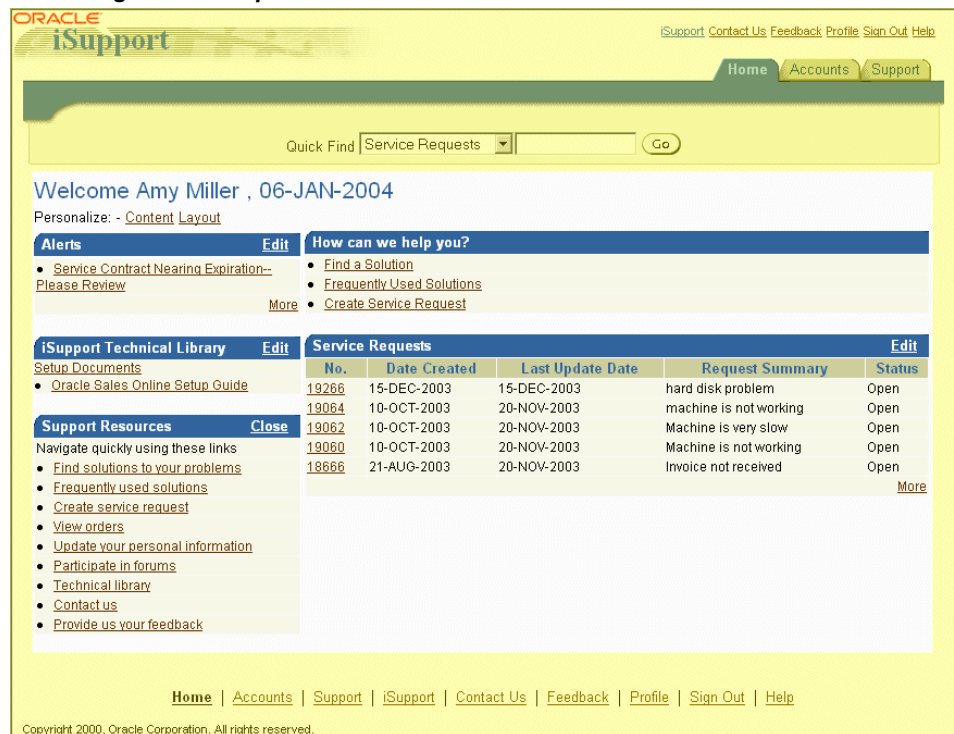 ORACLE
iSupport
iSupport Contact Us Feedback Profile Sign Out Help
Home Accounts Support
Quick Find Service Requests Go
Welcome Amy Miller , 06-JAN-2004
Personalize: - Content Layout
Alerts Edit
• Service Contract Nearing Expiration--
Please Review
More
How can we help you?
• Find a Solution
• Frequently Used Solutions
• Create Service Request
iSupport Technical Library Edit
Setup Documents
• Oracle Sales Online Setup Guide
Support Resources Close
Navigate quickly using these links
• Find solutions to your problems
• Frequently used solutions
• Create service request
• View orders
• Update your personal information
• Participate in forums
• Technical library
• Contact us
• Provide us your feedback
Service Requests Edit
No. Date Created Last Update Date Request Summary Status
19266 15-DEC-2003 15-DEC-2003 hard disk problem Open
19064 10-OCT-2003 20-NOV-2003 machine is not working Open
19062 10-OCT-2003 20-NOV-2003 Machine is very slow Open
19060 10-OCT-2003 20-NOV-2003 Machine is not working Open
18666 21-AUG-2003 20-NOV-2003 Invoice not received Open
More
Home | Accounts | Support | iSupport | Contact Us | Feedback | Profile | Sign Out | Help
Copyright 2000, Oracle Corporation. All rights reserved.